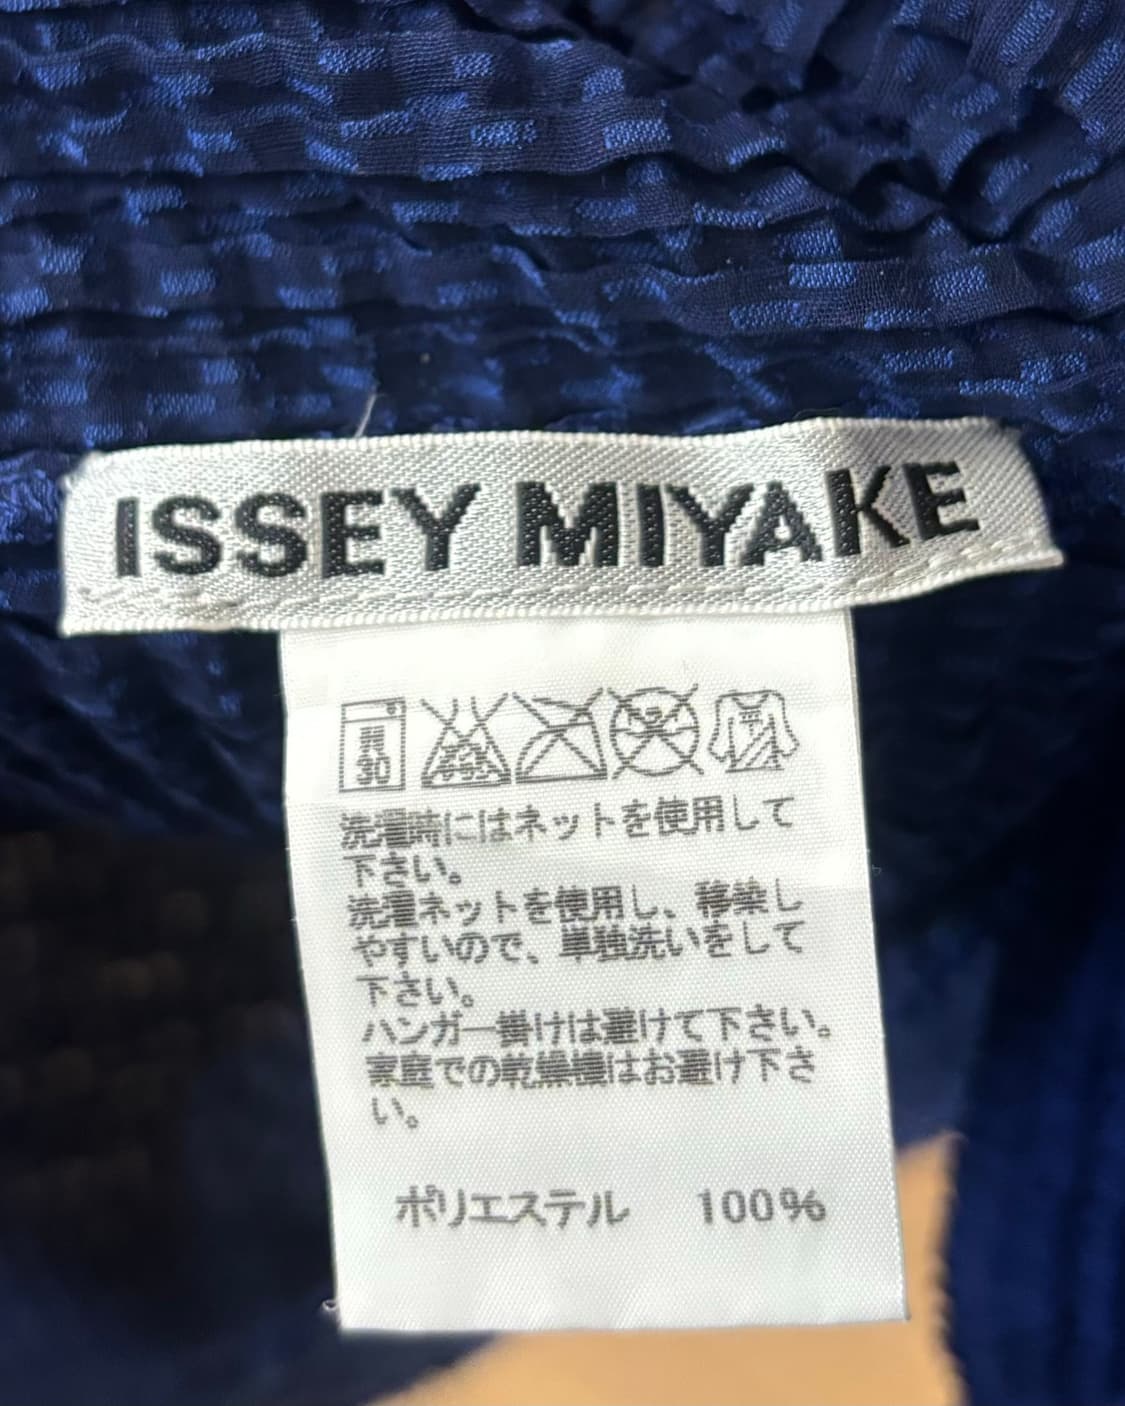 ISSEY MIYAKE
弱
30
洗濯時にはネットを使用して
下さい。
洗濯ネットを使用し、移染し
やすいので、単独洗いをして
下さい。
ハンガー掛けは避けて下さい。
家庭での乾燥機はお避け下さ
い。
ポリエステル 100%